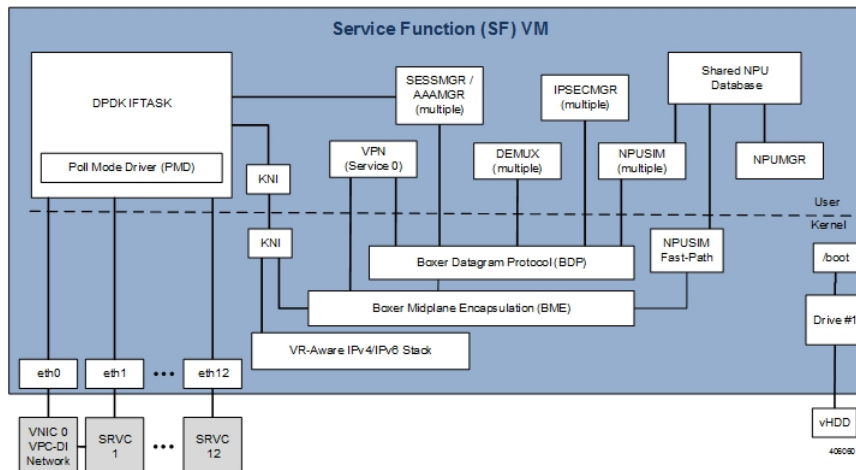 Service Function (SF) VM
DPDK IFTASK
Poll Mode Driver (PMD)
SESSMGR /
AAAMGR
(multiple)
IPSECMGR
(multiple)
Shared NPU
Database
VPN
(Service 0)
DEMUX
(multiple)
NPUSIM
(multiple)
NPUMGR
KNI
User
Kernel
KNI
Boxer Datagram Protocol (BDP)
NPUSIM
Fast-Path
/boot
Boxer Midplane Encapsulation (BME)
Drive #1
VR-Aware IPv4/IPv6 Stack
eth0
eth1
•••
eth12
VNIC 0
VPC-DI
Network
SRVC
1
•••
SRVC
12
vHDD
406060